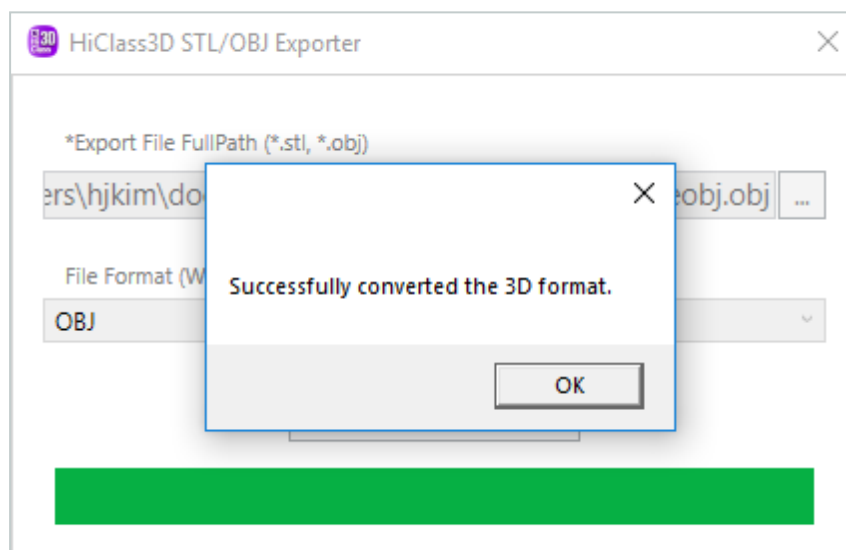 HiClass3D STL/OBJ Exporter
*Export File FullPath (*.stl, *.obj)
ers\hjkim\do
eobj.obj
...
File Format (W
OBJ
Successfully converted the 3D format.
OK